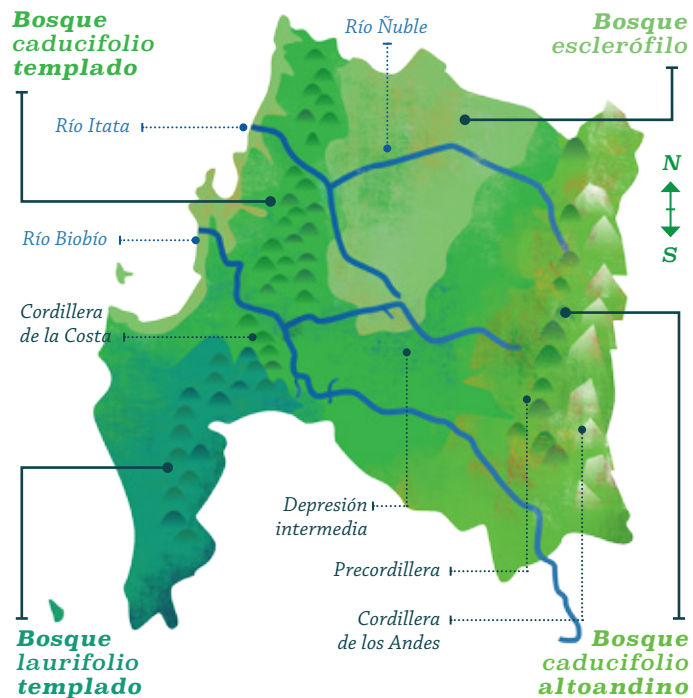 Bosque
caducifolio
templado
Río Ñuble
Bosque
esclerófilo
Río Itata
N
S
Río Biobío
Cordillera
de la Costa
Depresión
intermedia
Precordillera
Cordillera
de los Andes
Bosque
laurifolio
templado
Bosque
caducifolio
altoandino